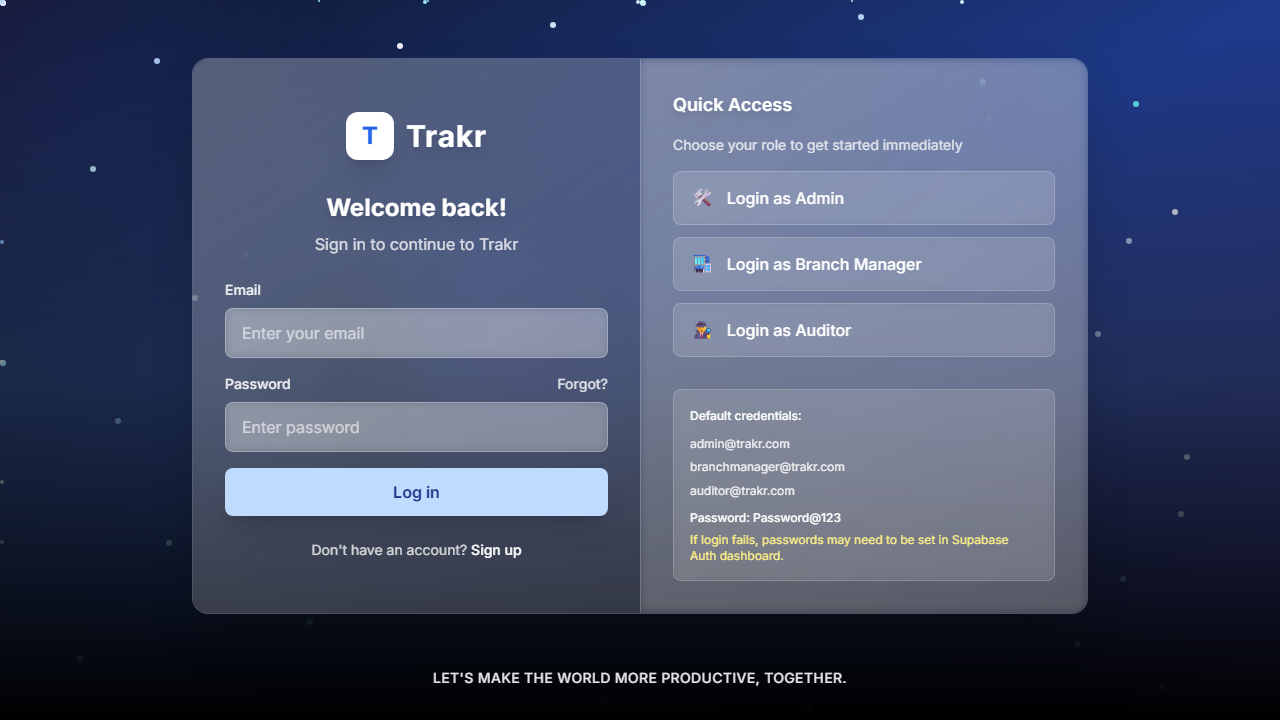 T Trakr
Welcome back!
Sign in to continue to Trakr
Email
Enter your email
Password Forgot?
Enter password
Log in
Don't have an account? Sign up
Quick Access
Choose your role to get started immediately
Login as Admin
Login as Branch Manager
Login as Auditor
Default credentials:
admin@trakr.com
branchmanager@trakr.com
auditor@trakr.com
Password: Password@123
If login fails, passwords may need to be set in Supabase
Auth dashboard.
LET'S MAKE THE WORLD MORE PRODUCTIVE, TOGETHER.